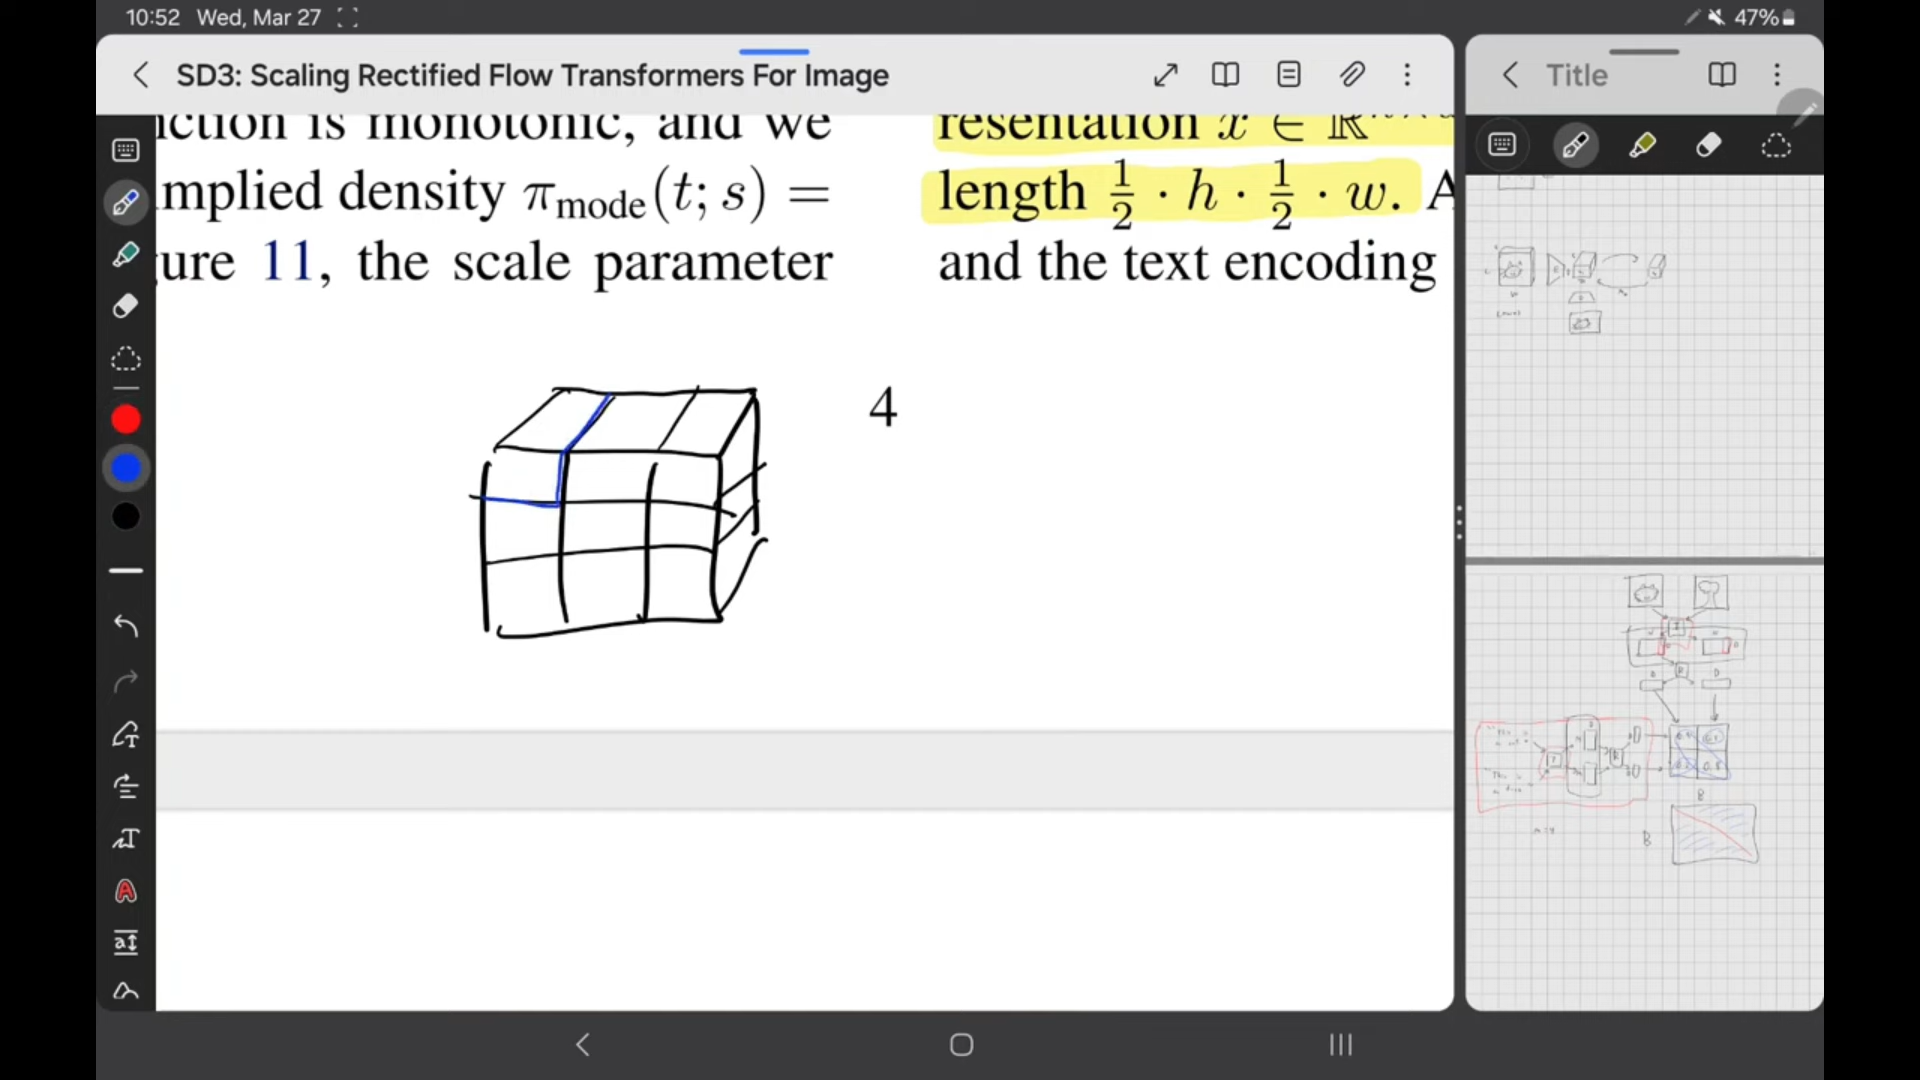 10:52 Wed, Mar 27
47%
SD3: Scaling Rectified Flow Transformers For Image
nction is monotonic, and we
implied density π_mode(t; s) =
ure 11, the scale parameter
resentation x ∈ ℝ
length 1/2 · h · 1/2 · w. A
and the text encoding
4
Title
B
B